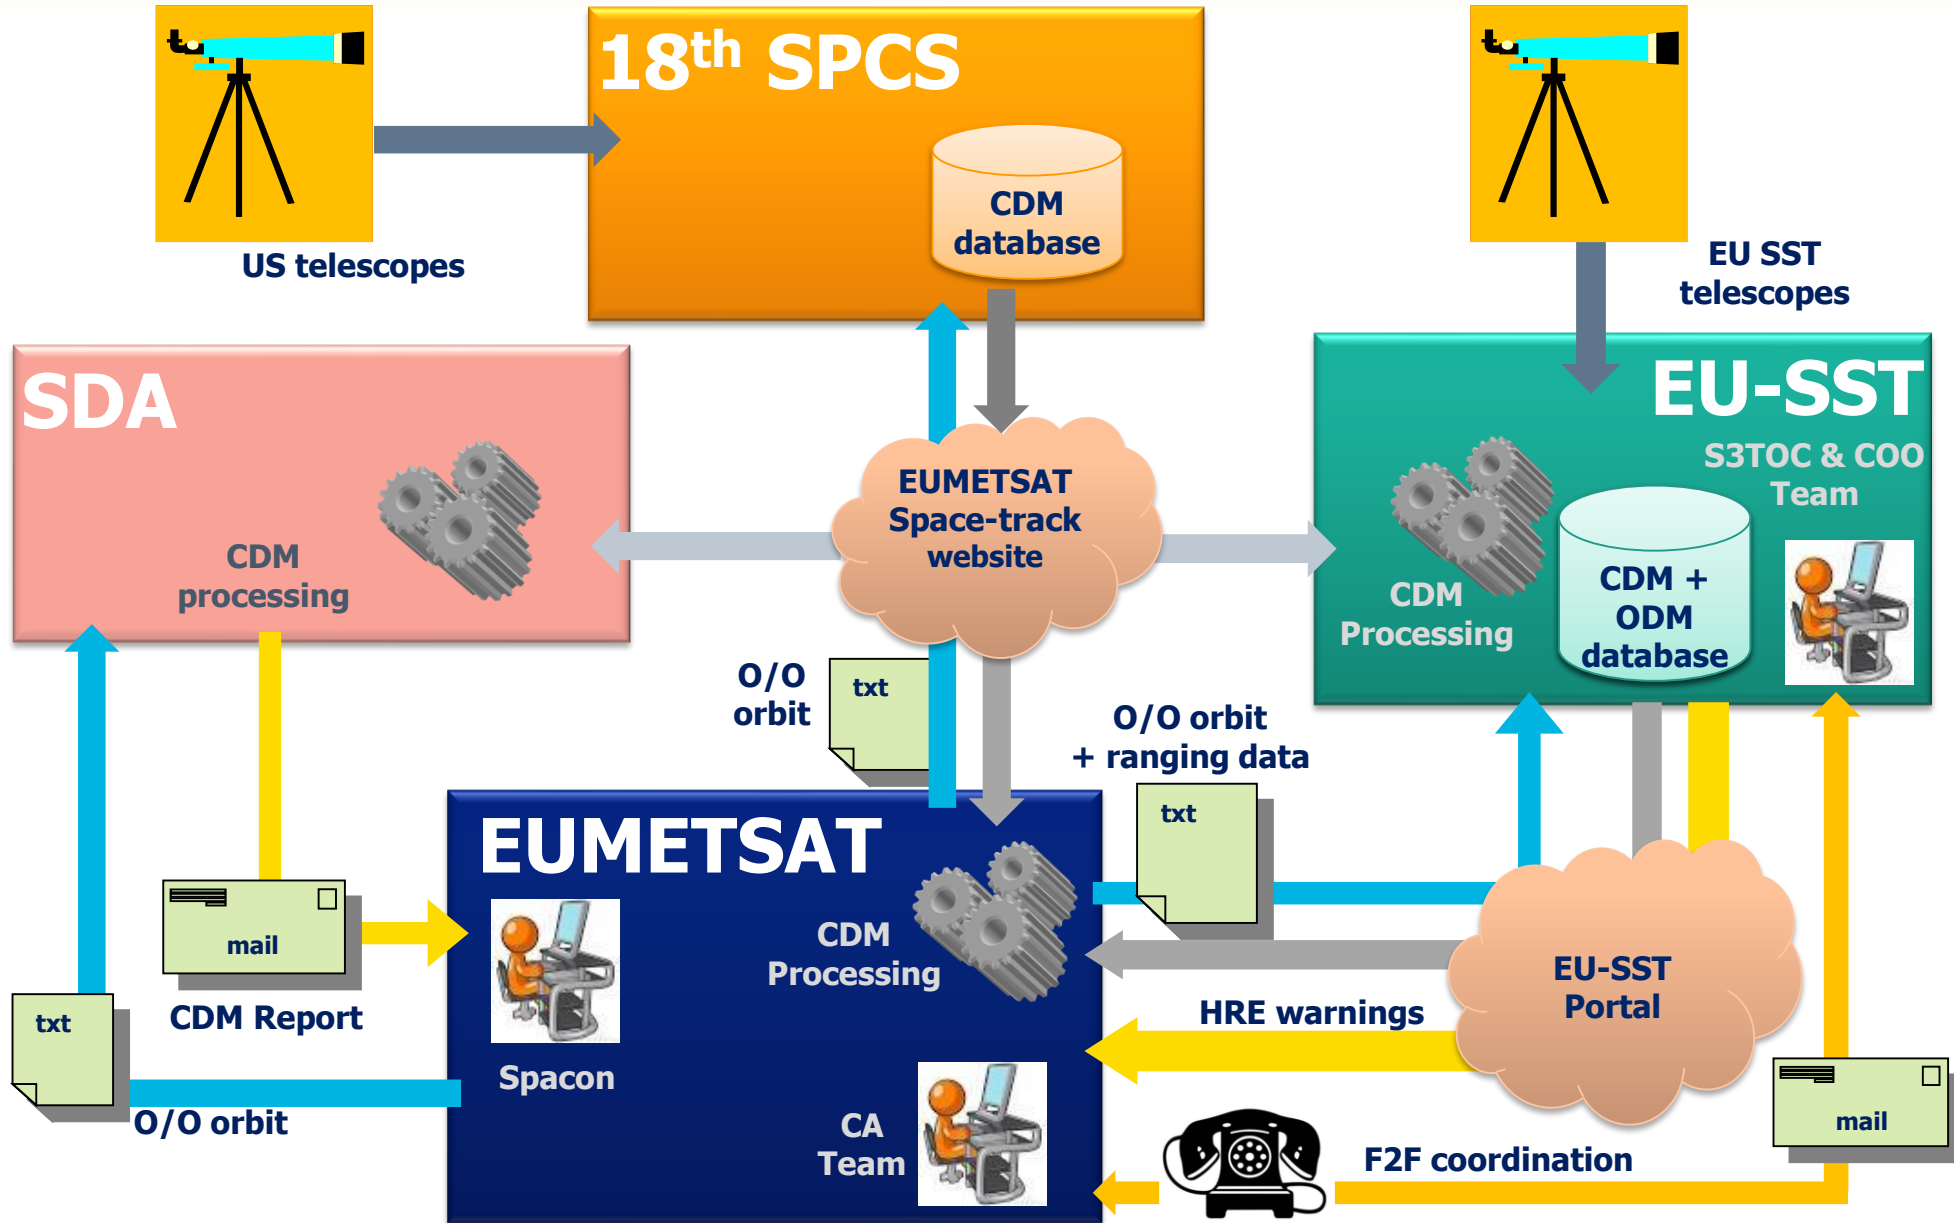 18th SPCS
CDM
database
US telescopes
EU SST
telescopes
SDA
CDM
processing
EUMETSAT
Space-track
website
EU-SST
S3TOC & COO
Team
CDM
Processing
CDM +
ODM
database
O/O
orbit
txt
O/O orbit
+ ranging data
txt
EUMETSAT
CDM
Processing
Spacon
CA
Team
mail
CDM Report
txt
O/O orbit
EU-SST
Portal
HRE warnings
F2F coordination
mail